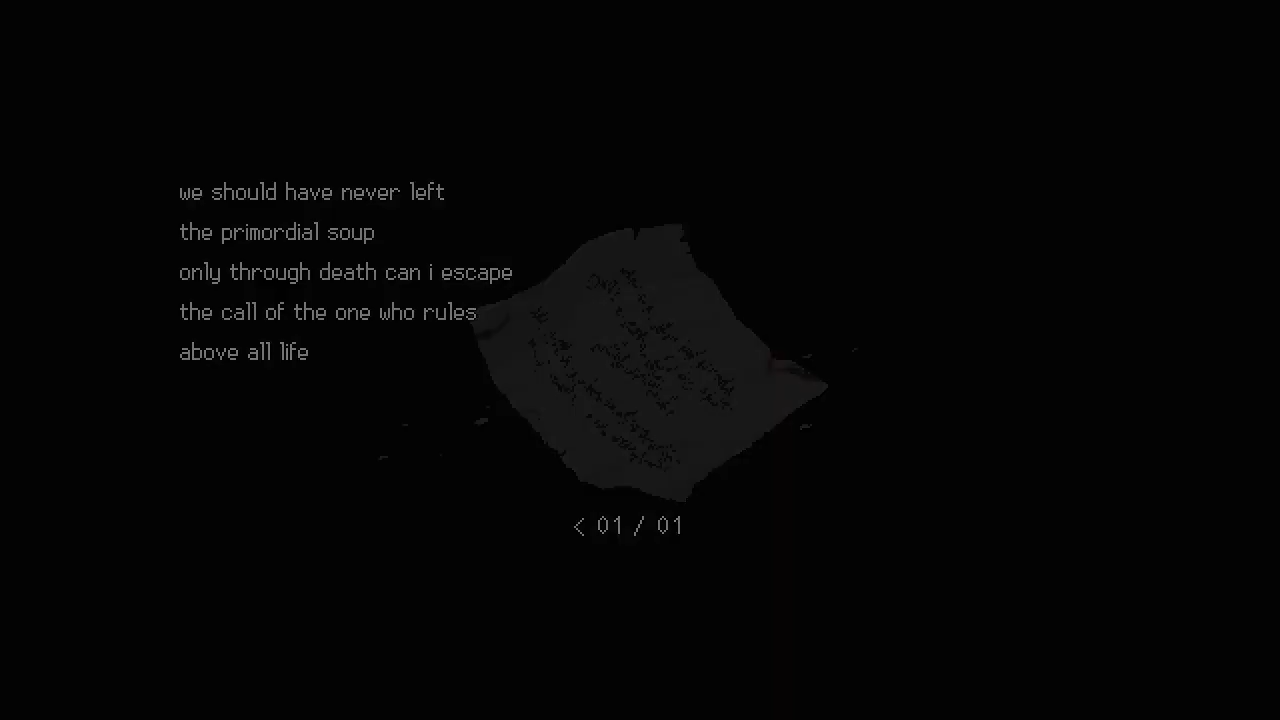 we should have never left
the primordial soup
only through death can i escape
the call of the one who rules
above all life
< 01 / 01